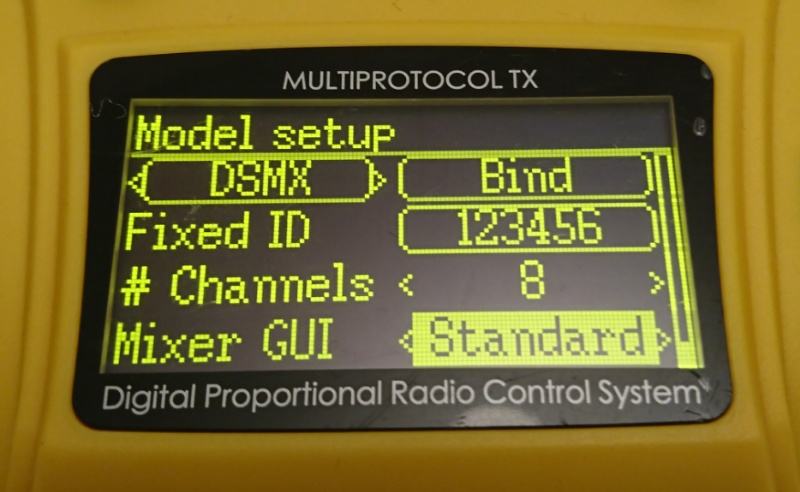 MULTIPROTOCOL TX
Model setup
DSMX Bind
Fixed ID 123456
# Channels < 8 >
Mixer GUI < Standard >
Digital Proportional Radio Control System